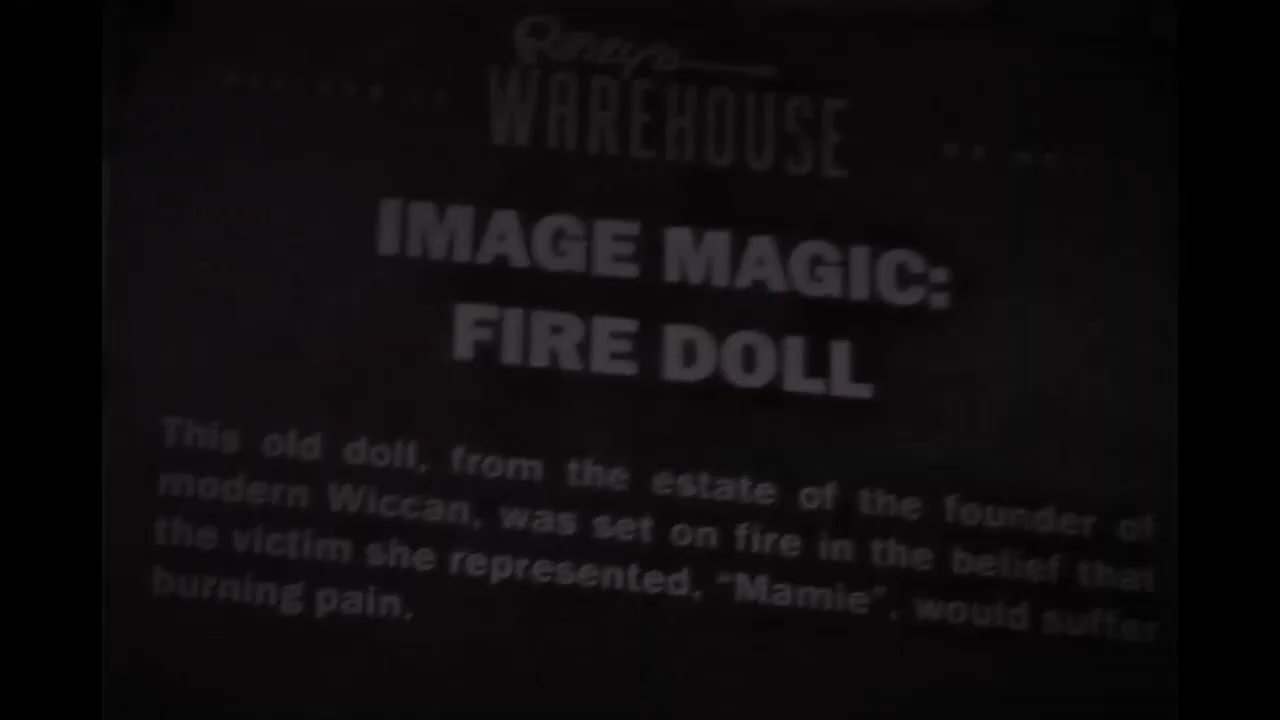 Ripley's
WAREHOUSE
IMAGE MAGIC:
FIRE DOLL
This old doll, from the estate of the founder of
modern Wiccan, was set on fire in the belief that
the victim she represented, "Mamie", would suffer
burning pain.